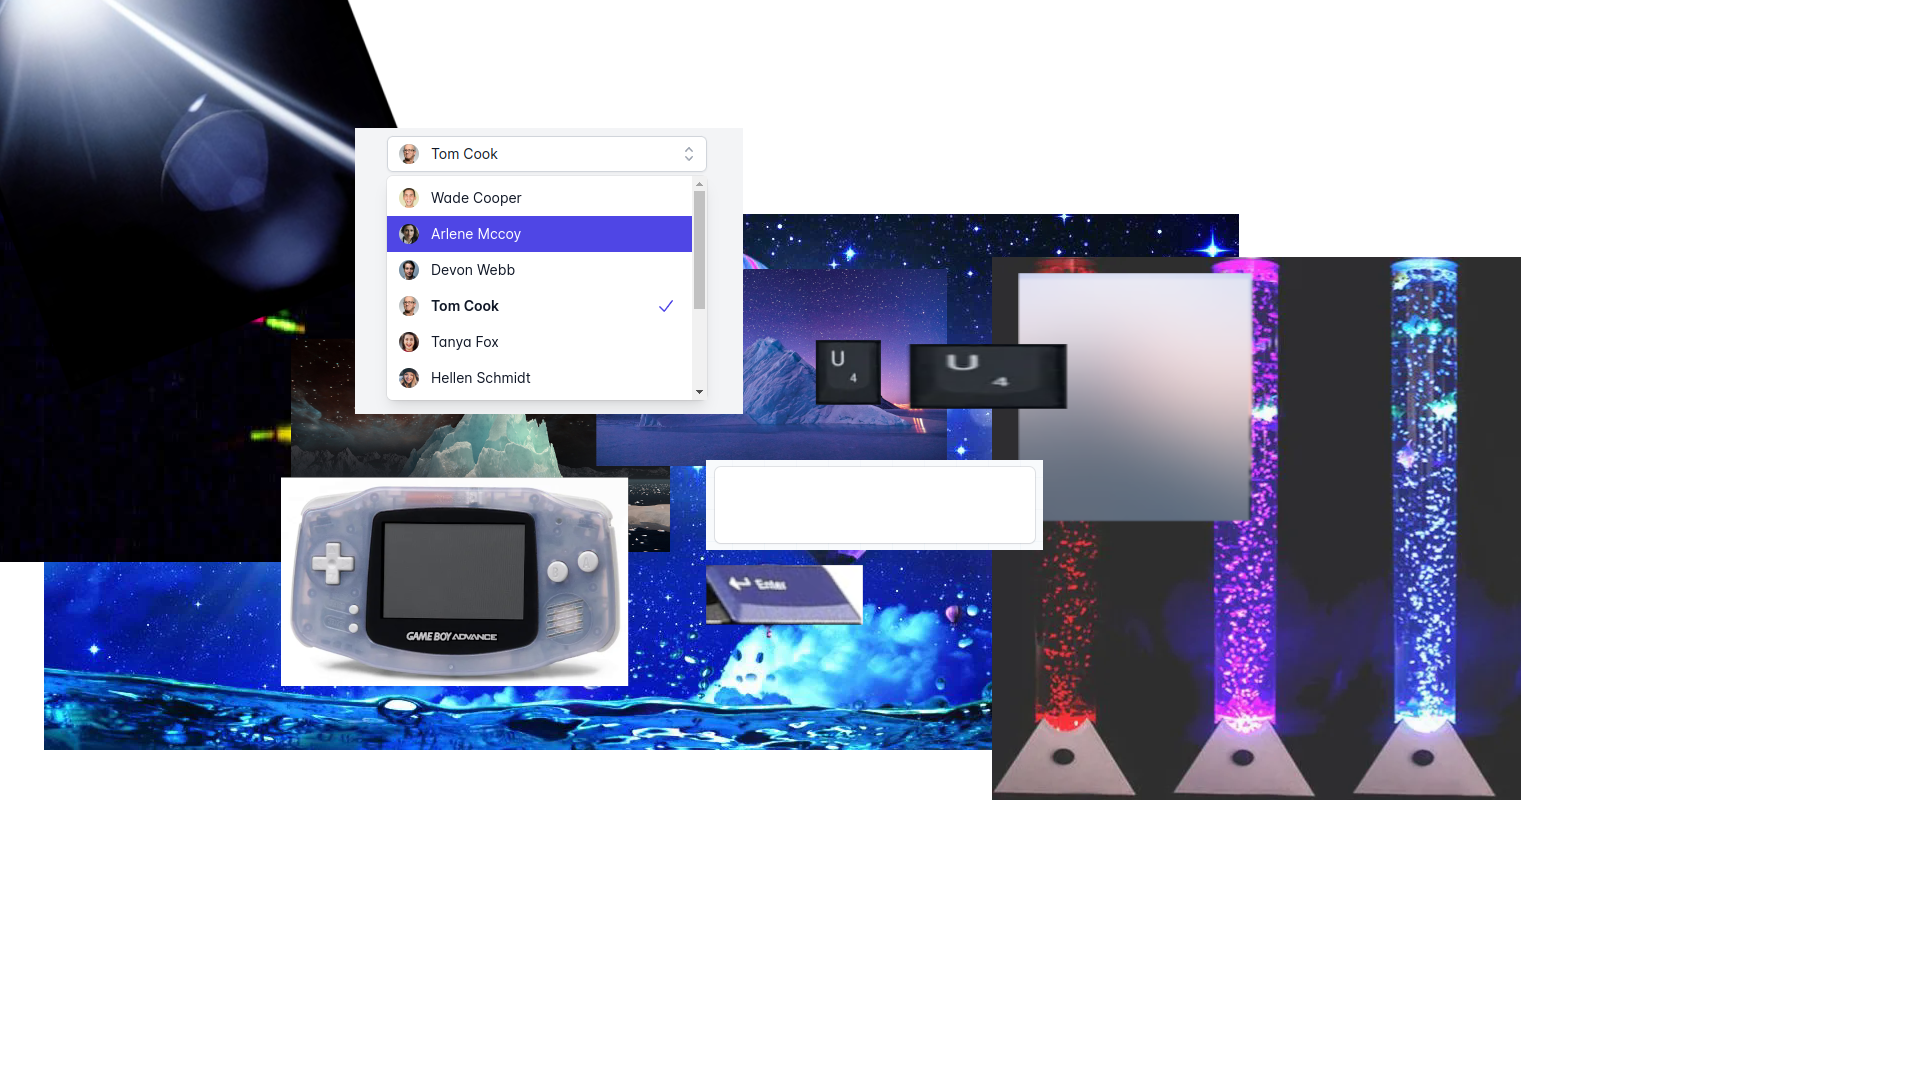 Tom Cook
Wade Cooper
Arlene Mccoy
Devon Webb
Tom Cook
Tanya Fox
Hellen Schmidt
U
4
U
4
Enter
GAME BOY ADVANCE
B
A